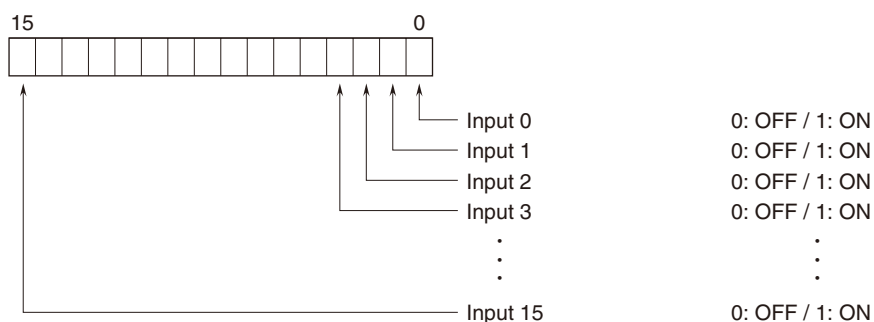 15 0
Input 0 0: OFF / 1: ON
Input 1 0: OFF / 1: ON
Input 2 0: OFF / 1: ON
Input 3 0: OFF / 1: ON
Input 15 0: OFF / 1: ON